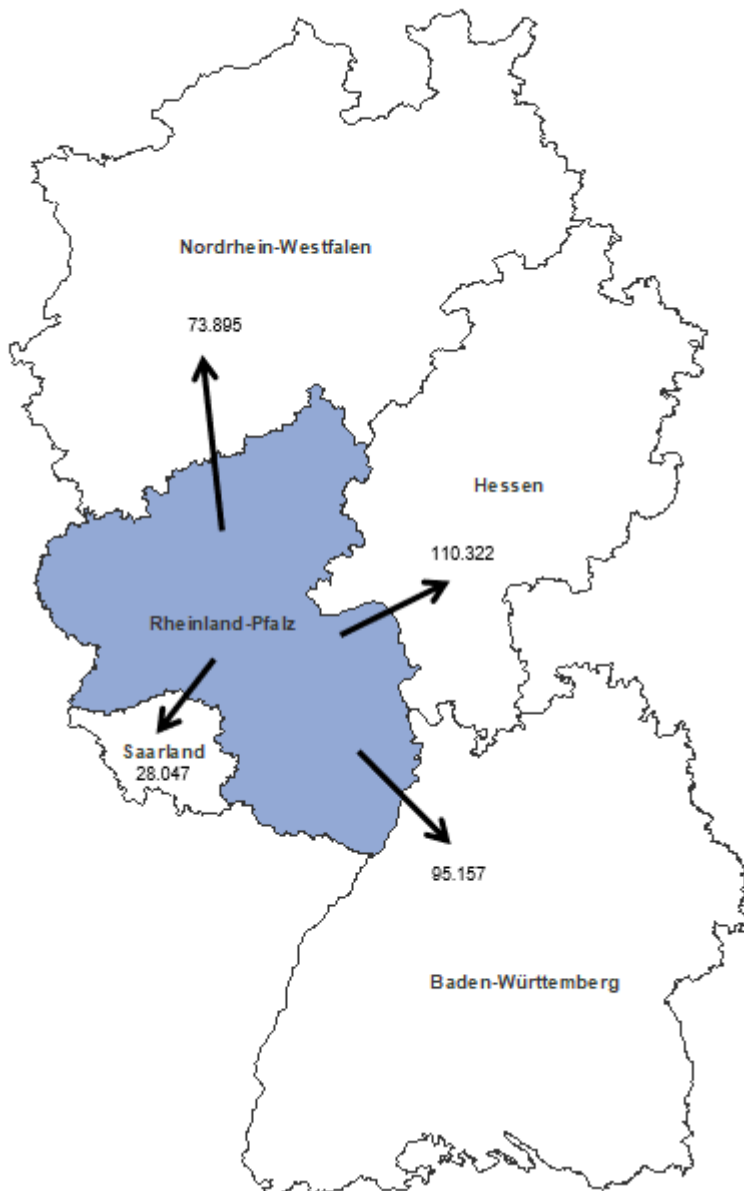 Nordrhein-Westfalen
73.895
Hessen
110.322
Rheinland-Pfalz
Saarland
28.047
95.157
Baden-Württemberg